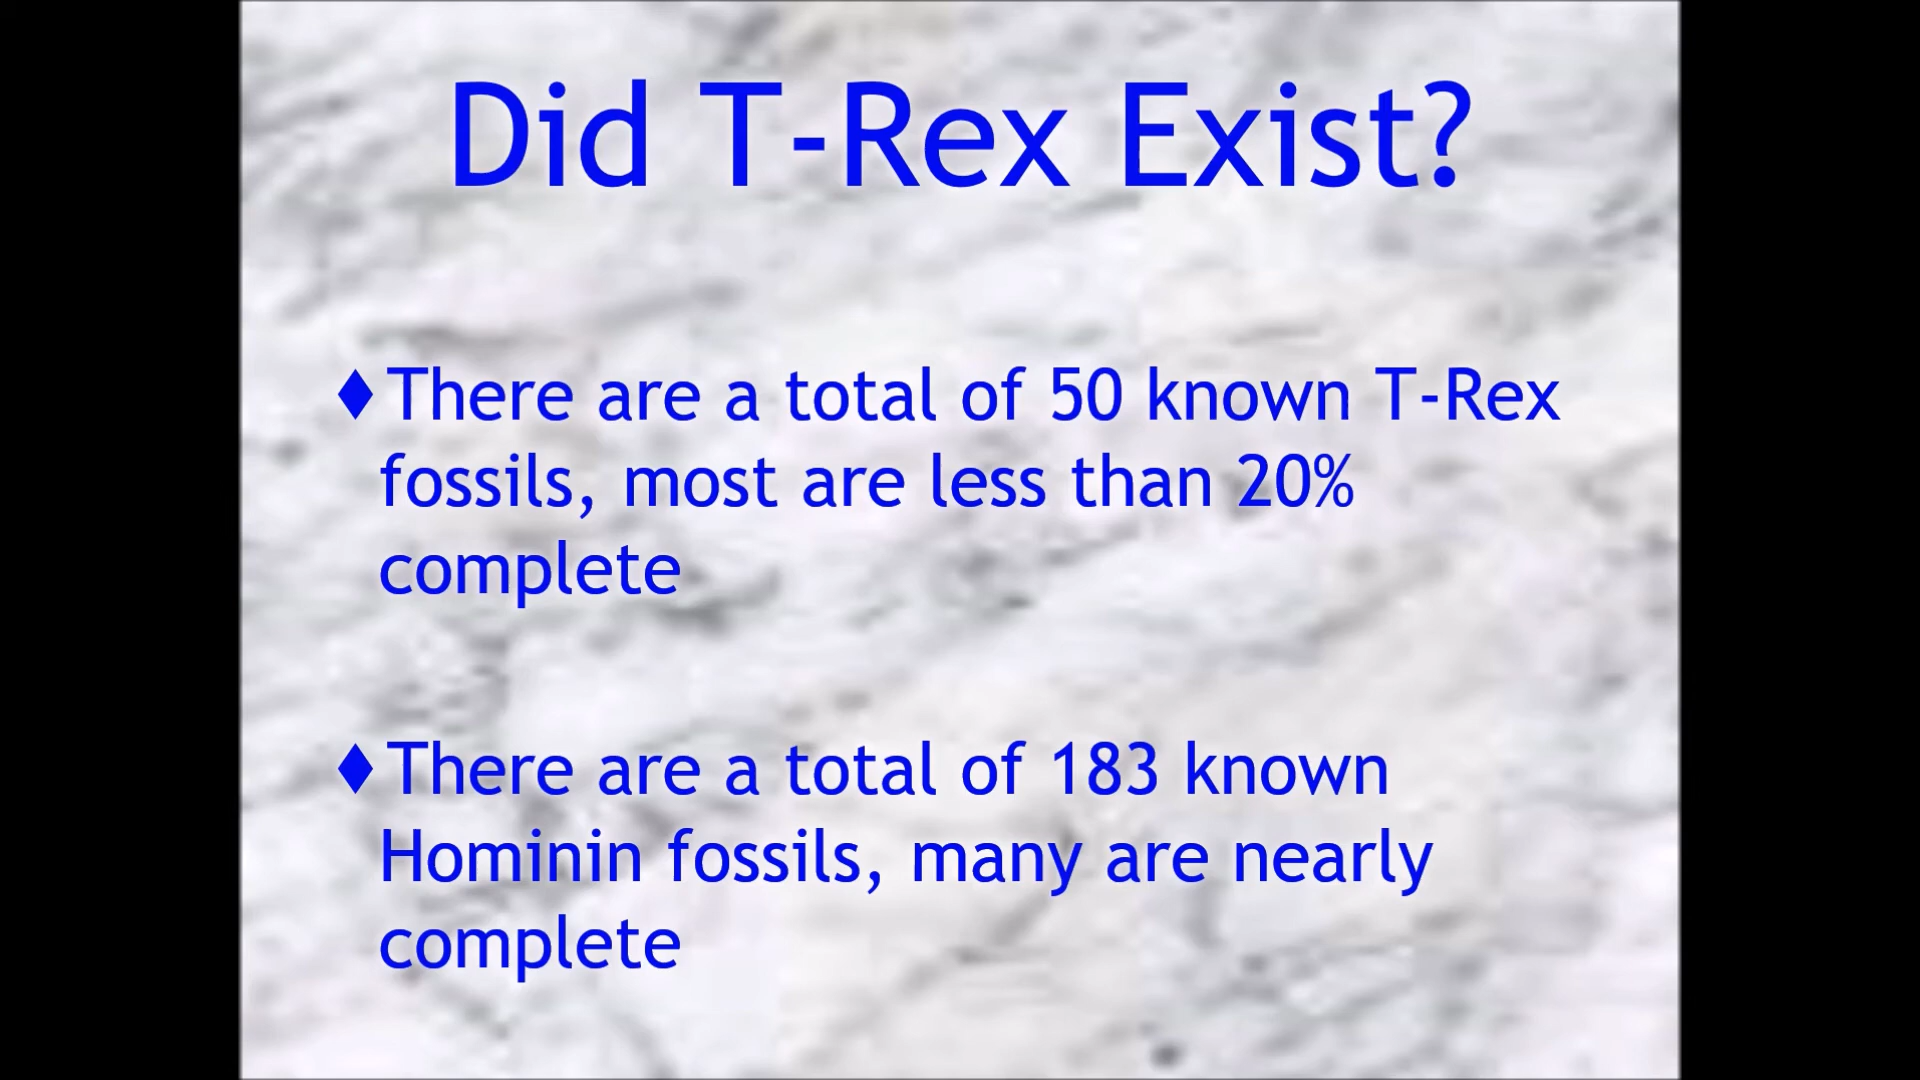 Did T-Rex Exist?
♦There are a total of 50 known T-Rex
fossils, most are less than 20%
complete
♦There are a total of 183 known
Hominin fossils, many are nearly
complete